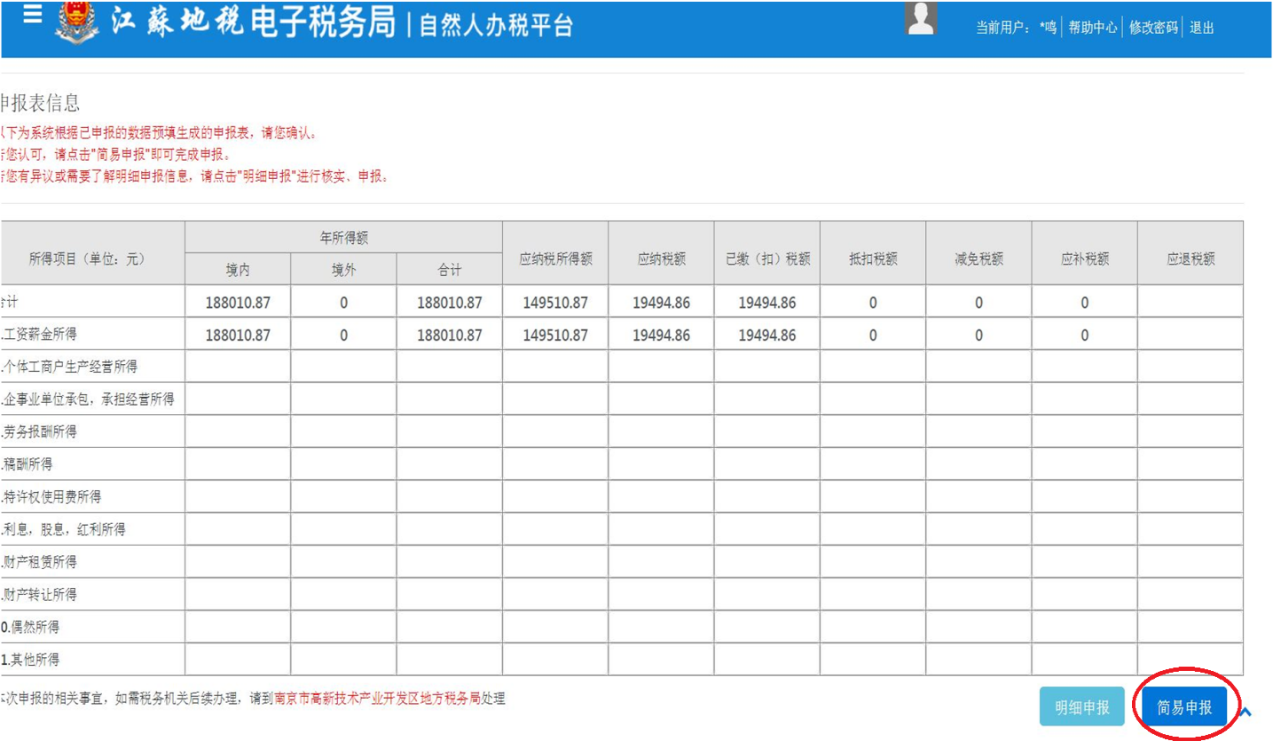 江蘇地税电子税务局 | 自然人办税平台
当前用户： *鸣| 帮助中心| 修改密码| 退出
申报表信息
以下为系统根据已申报的数据预填生成的申报表，请您确认。
若您认可，请点击"简易申报"即可完成申报。
若您有异议或需要了解明细申报信息，请点击"明细申报"进行核实、申报。
所得项目（单位：元） 年所得额 应纳税所得额 应纳税额 已缴（扣）税额 抵扣税额 减免税额 应补税额 应退税额
境内 境外 合计
合计 188010.87 0 188010.87 149510.87 19494.86 19494.86 0 0 0
.工资薪金所得 188010.87 0 188010.87 149510.87 19494.86 19494.86 0 0 0
.个体工商户生产经营所得
.企事业单位承包，承担经营所得
.劳务报酬所得
.稿酬所得
.特许权使用费所得
.利息，股息，红利所得
.财产租赁所得
.财产转让所得
0.偶然所得
1.其他所得
本次申报的相关事宜，如需税务机关后续办理，请到南京市高新技术产业开发区地方税务局处理
明细申报 简易申报